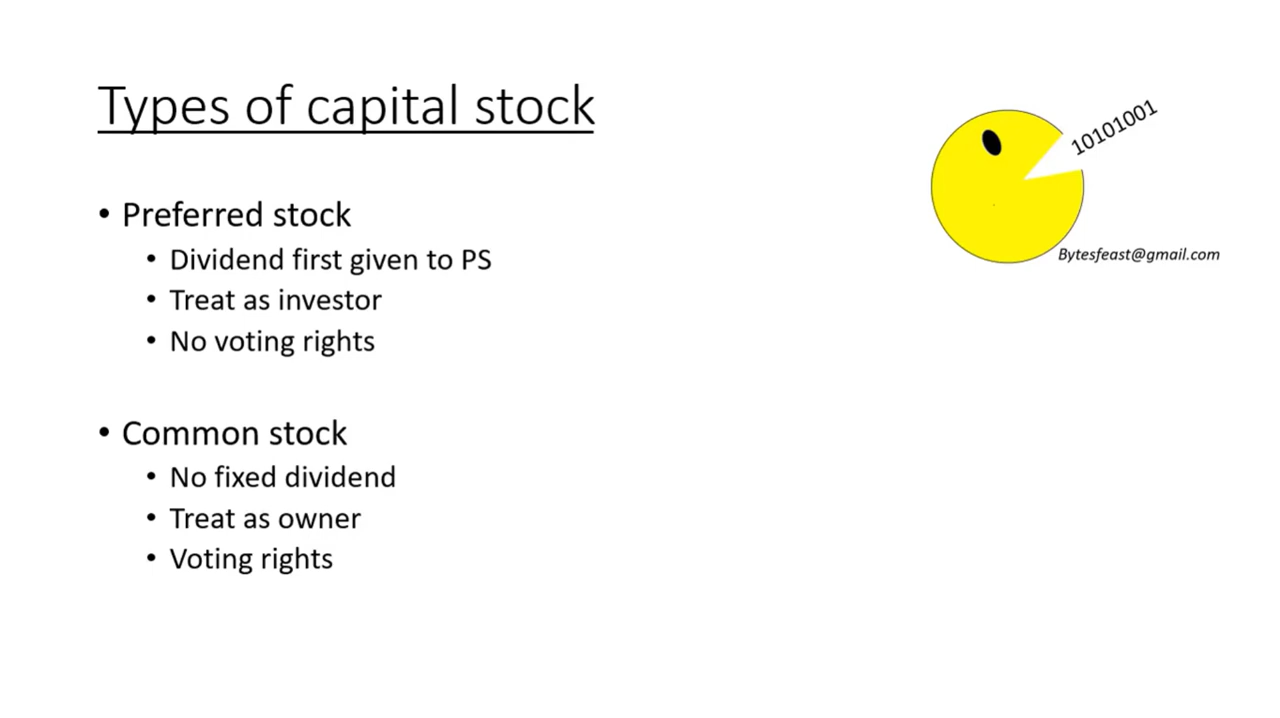 Types of capital stock
10101001
Bytesfeast@gmail.com
• Preferred stock
• Dividend first given to PS
• Treat as investor
• No voting rights
• Common stock
• No fixed dividend
• Treat as owner
• Voting rights